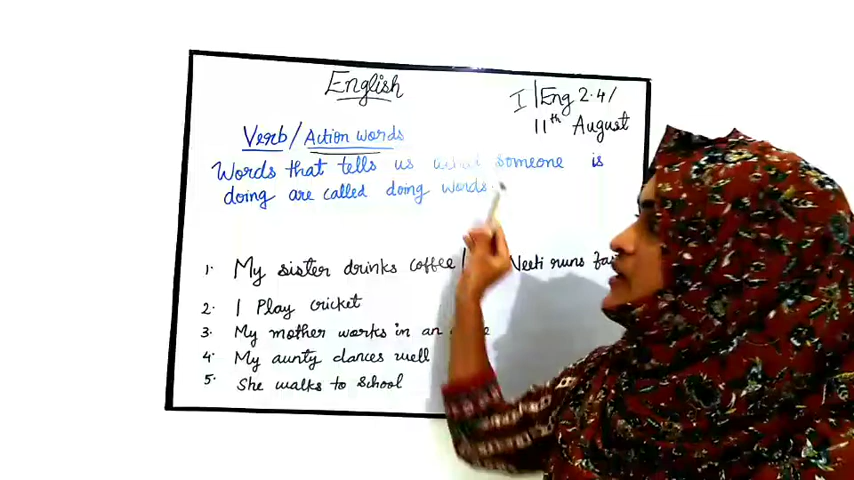 English
I | Eng 2.4/
11th August
Verb/Action words
Words that tells us what someone is
doing are called doing words.
1. My sister drinks coffee / Neeti runs
2. I Play cricket
3. My mother works in an
4. My aunty dances well
5. She walks to school